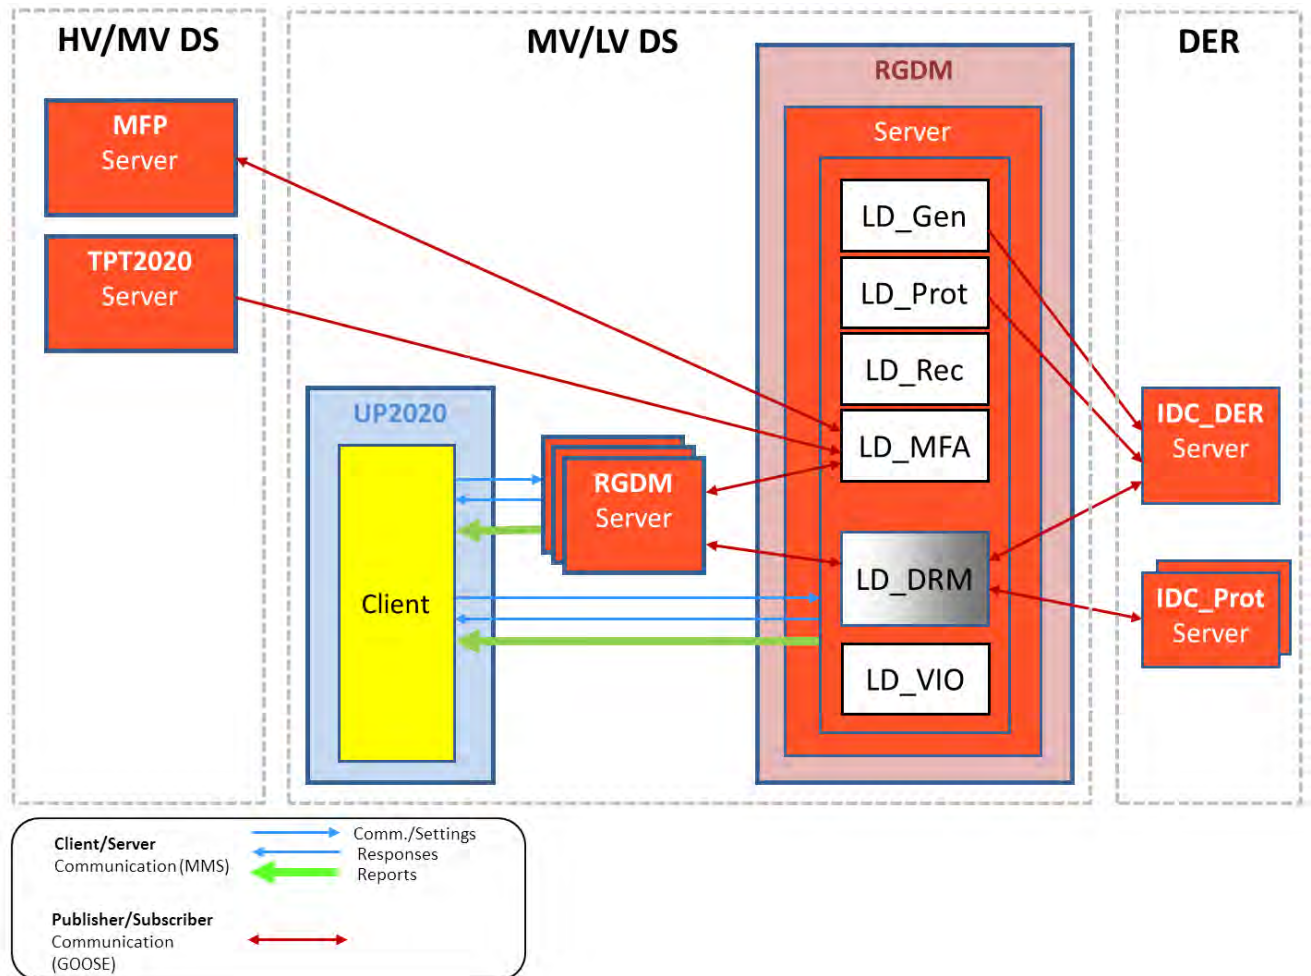 HV/MV DS
MV/LV DS
DER
MFP
Server
TPT2020
Server
UP2020
Client
RGDM
Server
RGDM
Server
LD_Gen
LD_Prot
LD_Rec
LD_MFA
LD_DRM
LD_VIO
IDC_DER
Server
IDC_Prot
Server
Client/Server
Communication (MMS)
Comm./Settings
Responses
Reports
Publisher/Subscriber
Communication
(GOOSE)